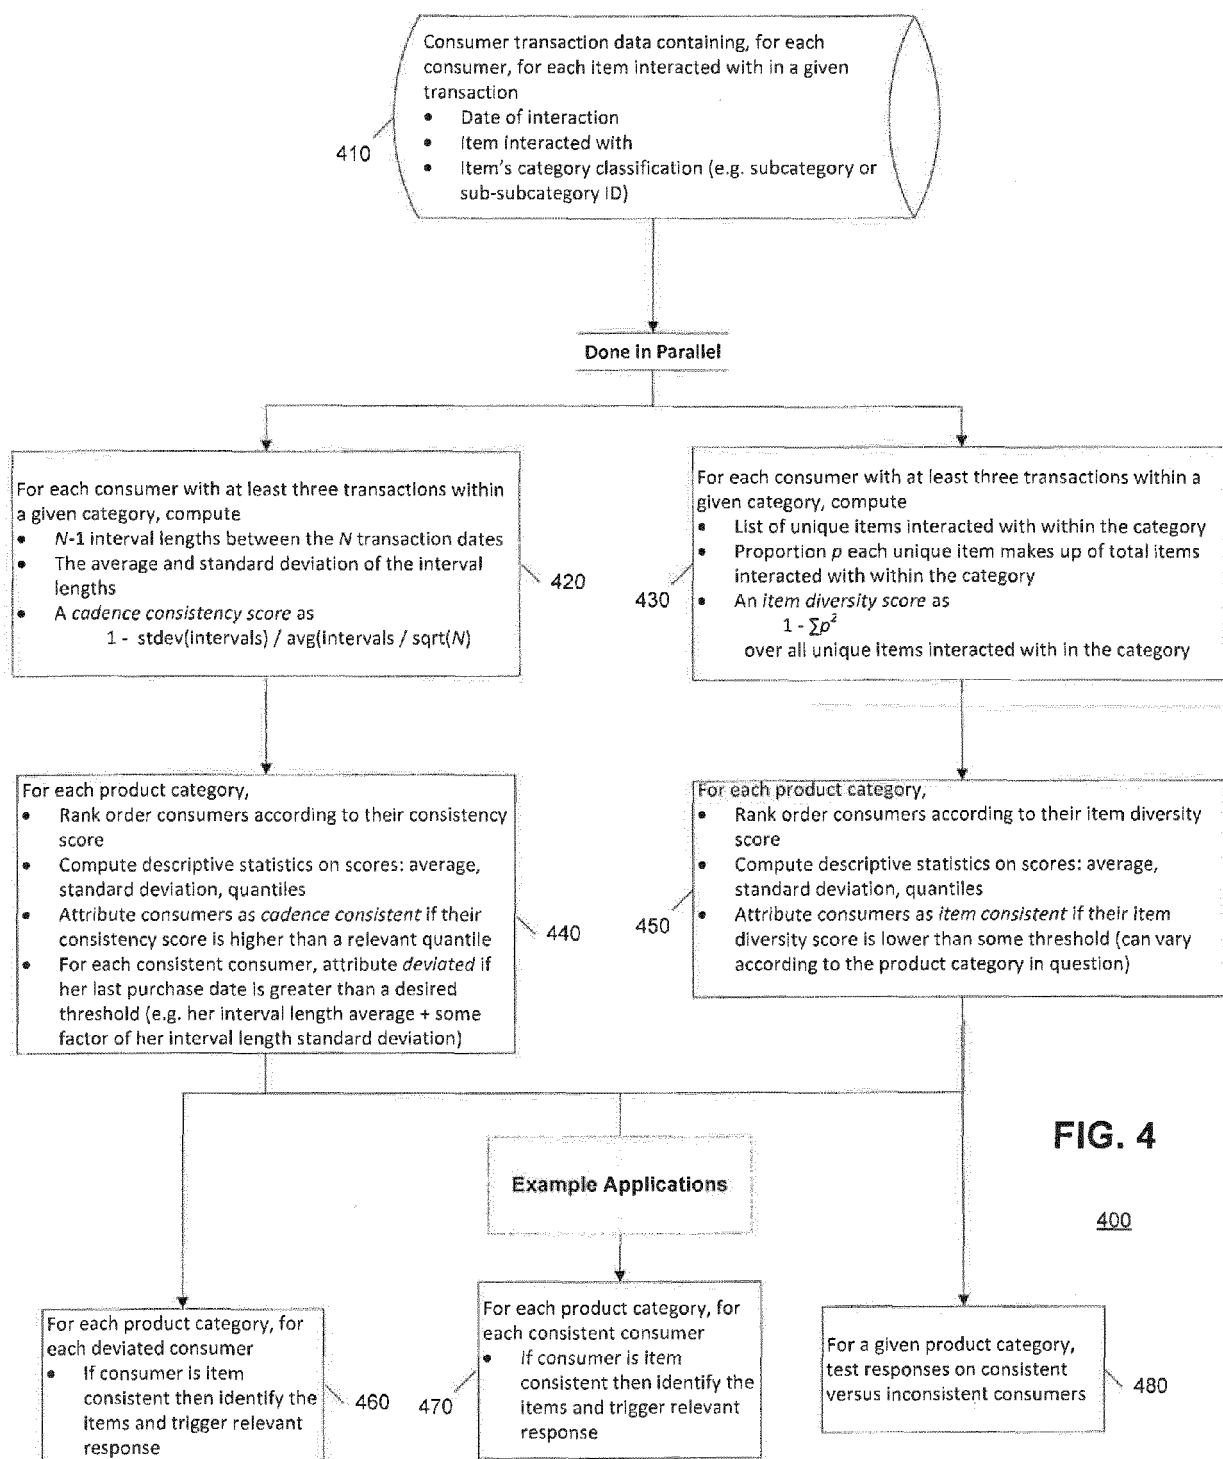 Consumer transaction data containing, for each
consumer, for each item interacted with in a given
transaction
• Date of interaction
• Item interacted with
• Item's category classification (e.g. subcategory or
sub-subcategory ID)
410
Done in Parallel
For each consumer with at least three transactions within
a given category, compute
• N-1 interval lengths between the N transaction dates
• The average and standard deviation of the interval
lengths
• A cadence consistency score as
1 - stdev(intervals) / avg(intervals / sqrt(N)
420
For each consumer with at least three transactions within a
given category, compute
• List of unique items interacted with within the category
• Proportion p each unique item makes up of total items
interacted with within the category
• An item diversity score as
1 - ∑p²
over all unique items interacted with in the category
430
For each product category,
• Rank order consumers according to their consistency
score
• Compute descriptive statistics on scores: average,
standard deviation, quantiles
• Attribute consumers as cadence consistent if their
consistency score is higher than a relevant quantile
• For each consistent consumer, attribute deviated if
her last purchase date is greater than a desired
threshold (e.g. her interval length average + some
factor of her interval length standard deviation)
440
For each product category,
• Rank order consumers according to their item diversity
score
• Compute descriptive statistics on scores: average,
standard deviation, quantiles
• Attribute consumers as item consistent if their item
diversity score is lower than some threshold (can vary
according to the product category in question)
450
FIG. 4
400
Example Applications
For each product category, for
each deviated consumer
• If consumer is item
consistent then identify the
items and trigger relevant
response
460
For each product category, for
each consistent consumer
• If consumer is item
consistent then identify the
items and trigger relevant
response
470
For a given product category,
test responses on consistent
versus inconsistent consumers
480